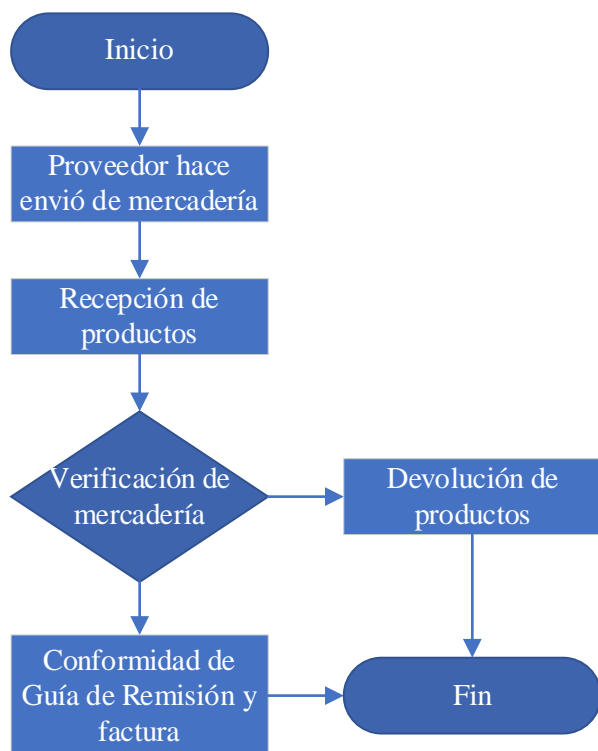 Inicio
Proveedor hace
envió de mercadería
Recepción de
productos
Verificación de
mercadería
Devolución de
productos
Conformidad de
Guía de Remisión y
factura
Fin